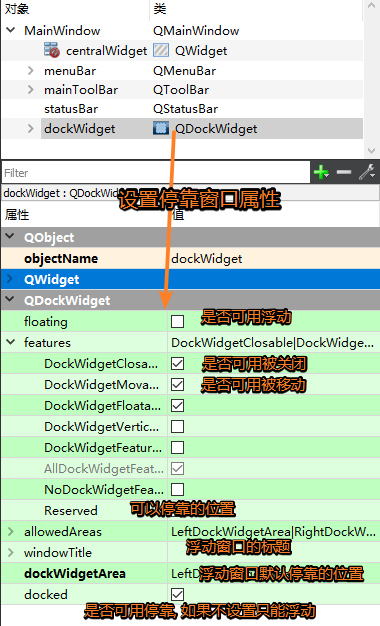 对象 类
MainWindow QMainWindow
centralWidget QWidget
menuBar QMenuBar
mainToolBar QToolBar
statusBar QStatusBar
dockWidget QDockWidget
Filter
dockWidget : QDockWid
设置停靠窗口属性
属性 值
QObject
objectName dockWidget
QWidget
QDockWidget
floating 是否可用浮动
features DockWidgetClosable|DockWidge...
DockWidgetClosa... 是否可用被关闭
DockWidgetMova... 是否可用被移动
DockWidgetFloata...
DockWidgetVertic...
DockWidgetFeatur...
AllDockWidgetFeat...
NoDockWidgetFea...
Reserved 可以停靠的位置
allowedAreas LeftDockWidgetArea|RightDockW...
windowTitle 浮动窗口的标题
dockWidgetArea LeftD 浮动窗口默认停靠的位置
docked
是否可用停靠, 如果不设置只能浮动